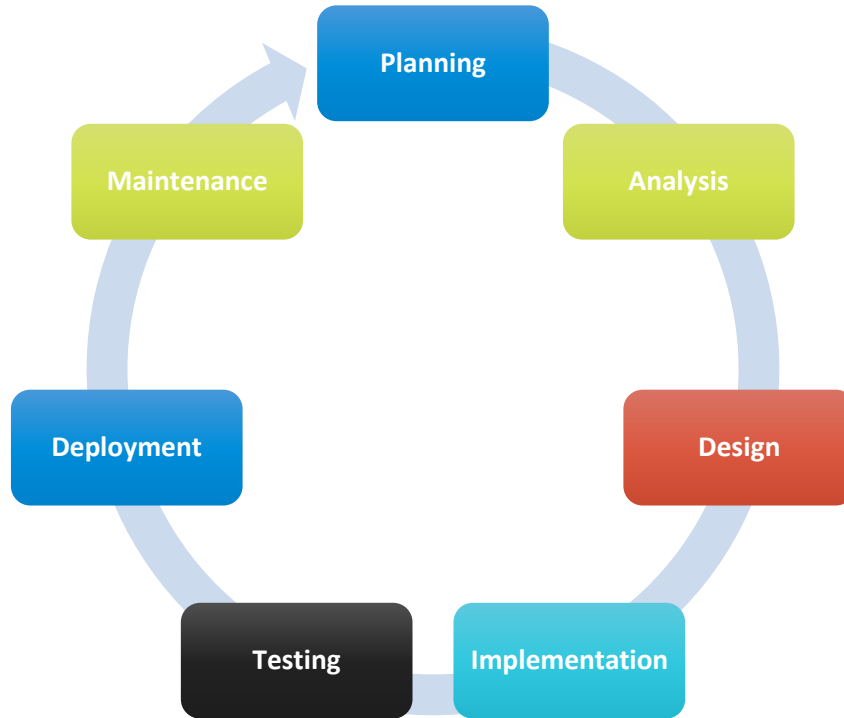 Planning
Analysis
Design
Implementation
Testing
Deployment
Maintenance